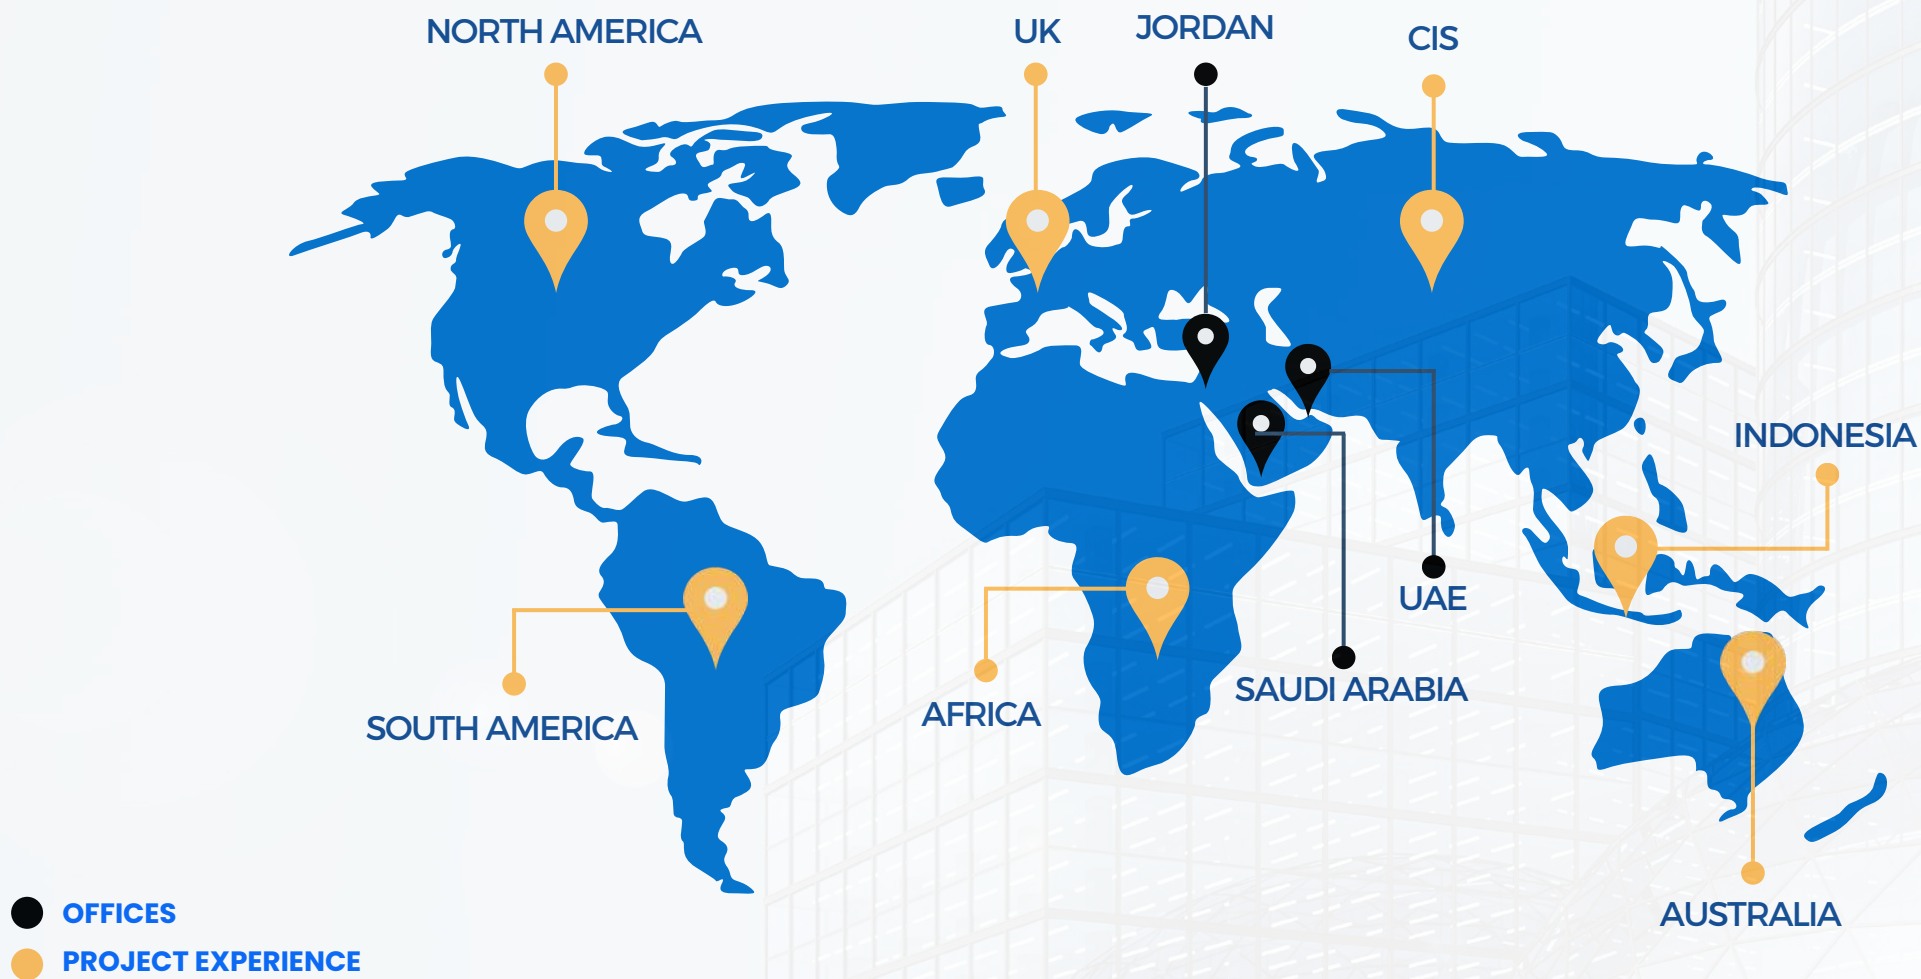 NORTH AMERICA
UK
JORDAN
CIS
INDONESIA
UAE
SAUDI ARABIA
AFRICA
SOUTH AMERICA
AUSTRALIA
OFFICES
PROJECT EXPERIENCE